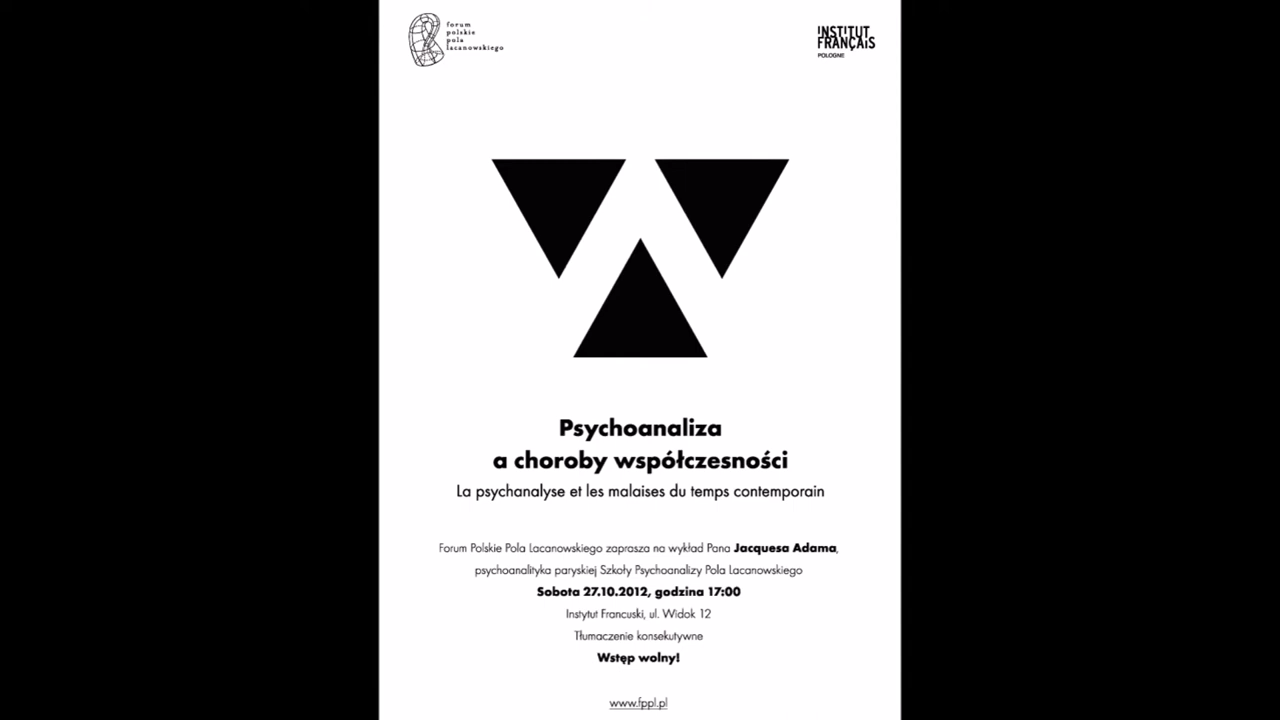 forum
polskie
pola
lacanowskiego
INSTITUT
FRANÇAIS
POLOGNE
Psychoanaliza
a choroby współczesności
La psychanalyse et les malaises du temps contemporain
Forum Polskie Pola Lacanowskiego zaprasza na wykład Pana Jacquesa Adama,
psychoanalityka paryskiej Szkoły Psychoanalizy Pola Lacanowskiego
Sobota 27.10.2012, godzina 17:00
Instytut Francuski, ul. Widok 12
Tłumaczenie konsekutywne
Wstęp wolny!
www.fppl.pl